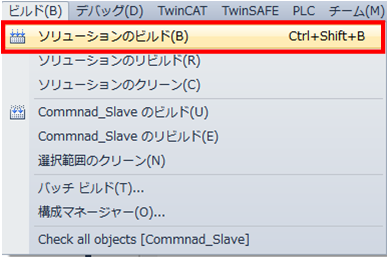 ビルド(B) デバッグ(D) TwinCAT TwinSAFE PLC チーム(M)
ソリューションのビルド(B) Ctrl+Shift+B
ソリューションのリビルド(R)
ソリューションのクリーン(C)
Commnad_Slave のビルド(U)
Commnad_Slave のリビルド(E)
選択範囲のクリーン(N)
バッチ ビルド(T)...
構成マネージャー(O)...
Check all objects [Commnad_Slave]